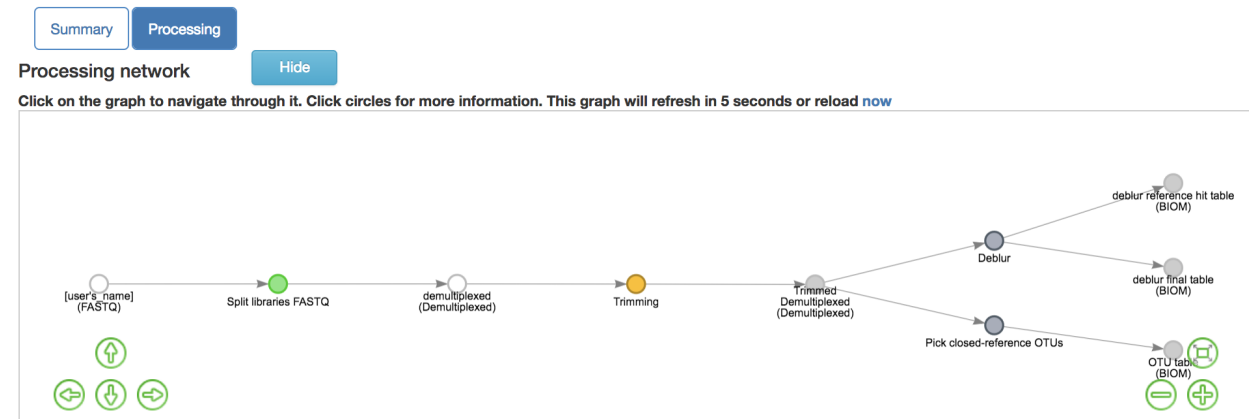 Summary
Processing
Processing network
Hide
Click on the graph to navigate through it. Click circles for more information. This graph will refresh in 5 seconds or reload now
deblur reference hit table
(BIOM)
Deblur
deblur final table
(BIOM)
[user's_name]
(FASTQ)
Split libraries FASTQ
demultiplexed
(Demultiplexed)
Trimming
Trimmed
Demultiplexed
(Demultiplexed)
Pick closed-reference OTUs
OTU table
(BIOM)